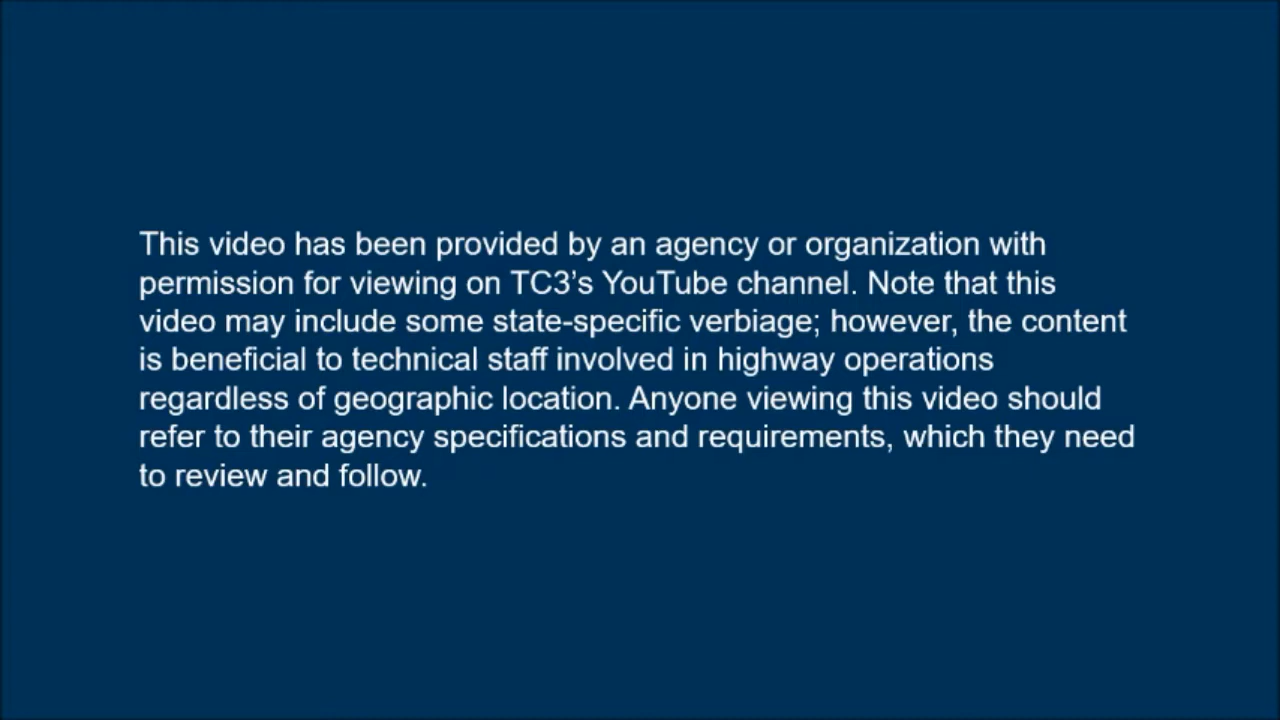 This video has been provided by an agency or organization with
permission for viewing on TC3’s YouTube channel. Note that this
video may include some state-specific verbiage; however, the content
is beneficial to technical staff involved in highway operations
regardless of geographic location. Anyone viewing this video should
refer to their agency specifications and requirements, which they need
to review and follow.